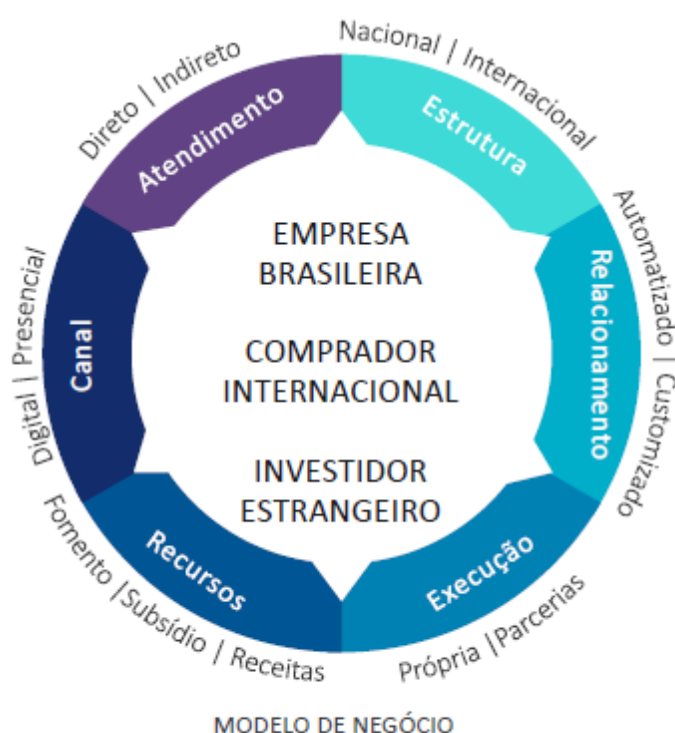 Direto | Indireto
Nacional | Internacional
Atendimento
Estrutura
Automatizado | Customizado
Relacionamento
Digital | Presencial
Canal
EMPRESA
BRASILEIRA
COMPRADOR
INTERNACIONAL
INVESTIDOR
ESTRANGEIRO
Recursos
Execução
Fomento |Subsídio | Receitas
Própria |Parcerias
MODELO DE NEGÓCIO